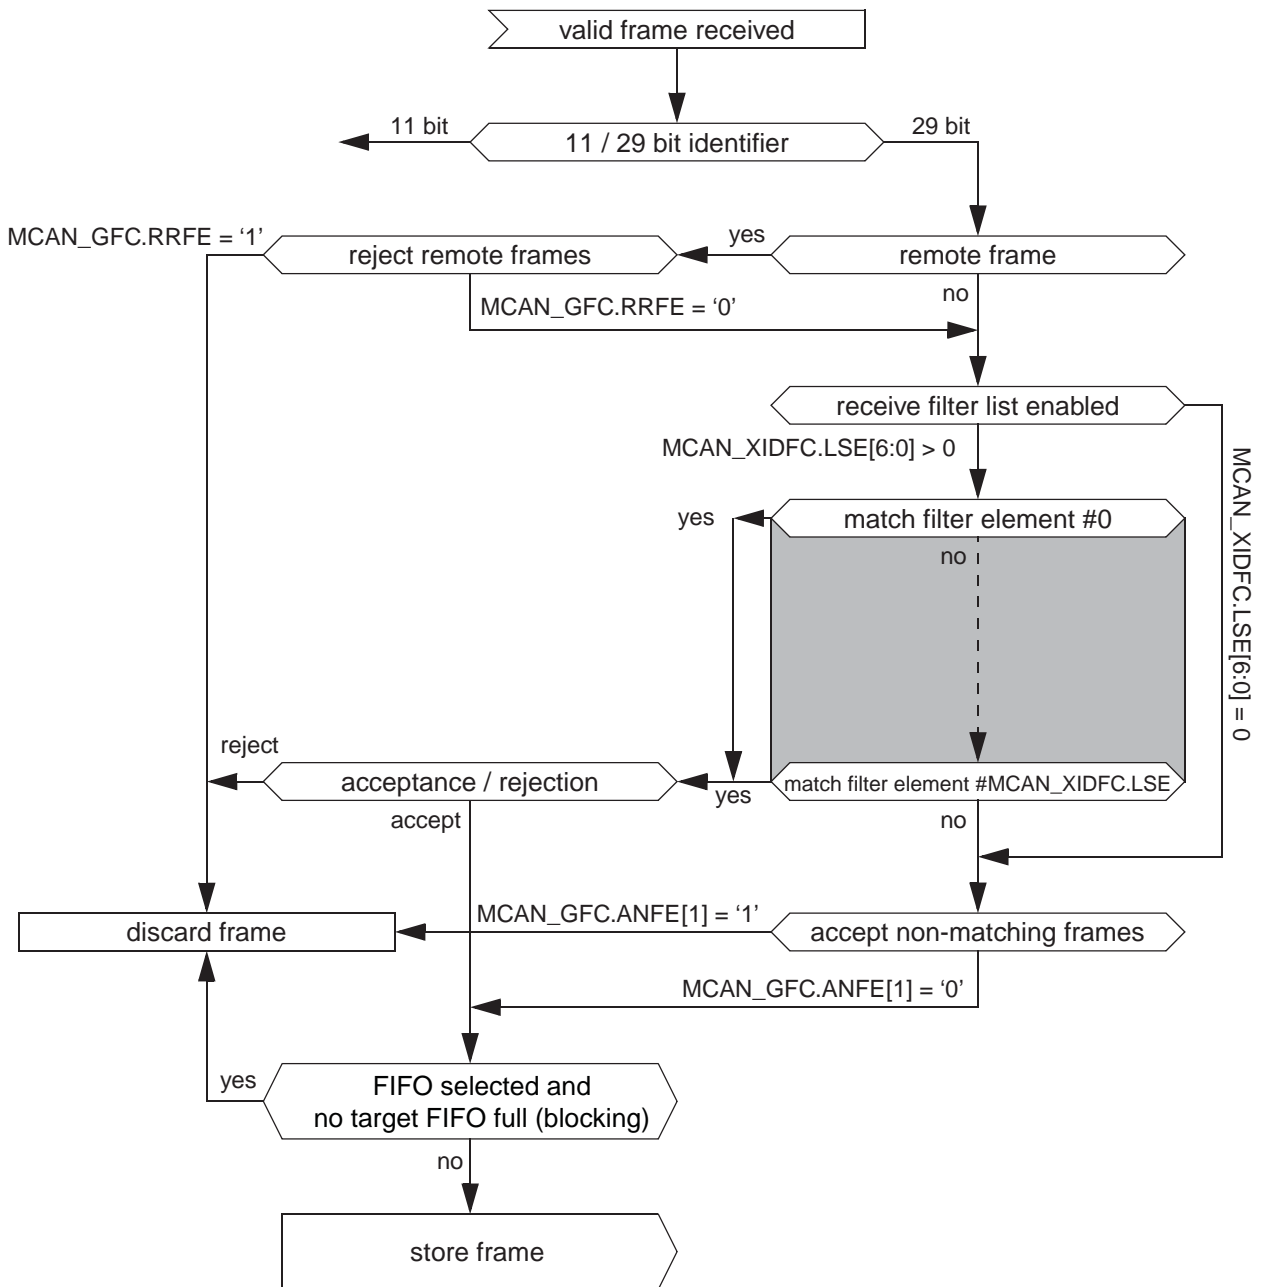 valid frame received
11 bit
11 / 29 bit identifier
29 bit
MCAN_GFC.RRFE = ‘1’
reject remote frames
yes
remote frame
MCAN_GFC.RRFE = ‘0’
no
receive filter list enabled
MCAN_XIDFC.LSE[6:0] > 0
MCAN_XIDFC.LSE[6:0] = 0
yes
match filter element #0
no
reject
acceptance / rejection
yes
match filter element #MCAN_XIDFC.LSE
accept
no
discard frame
MCAN_GFC.ANFE[1] = ‘1’
accept non-matching frames
MCAN_GFC.ANFE[1] = ‘0’
yes
FIFO selected and
no target FIFO full (blocking)
no
store frame